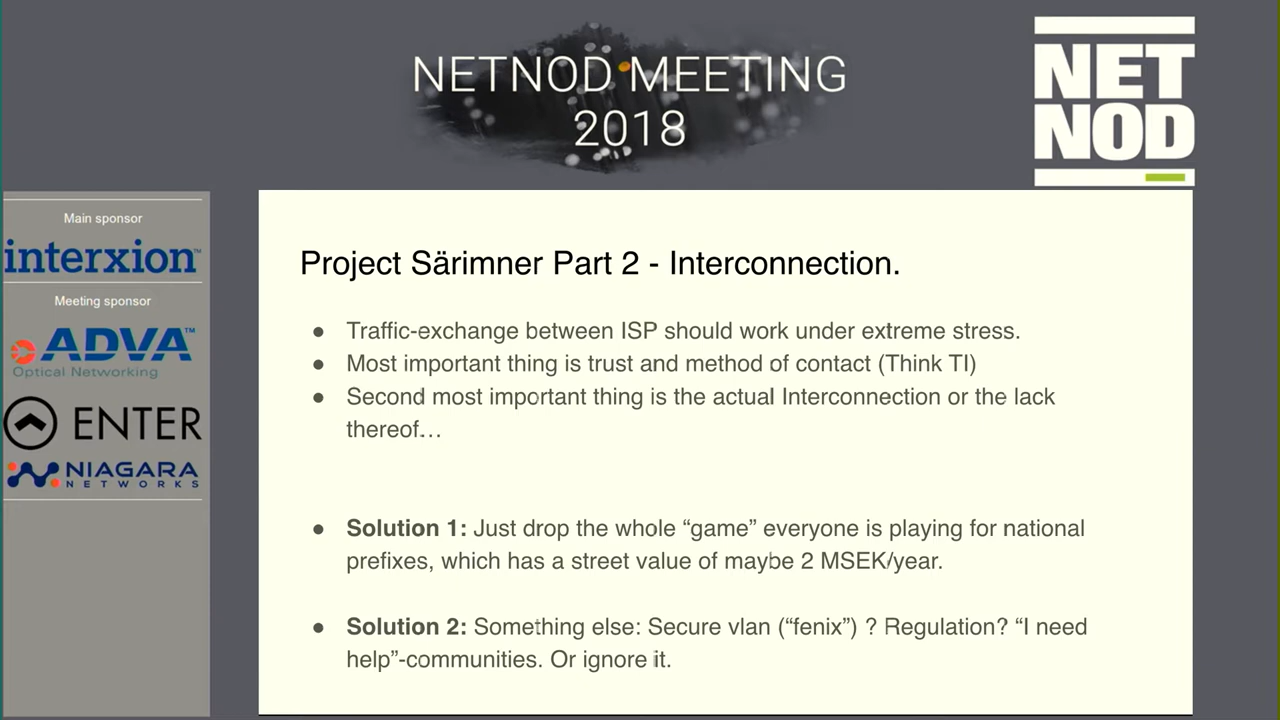 NETNOD MEETING
2018
NET
NOD
Main sponsor
interxion™
Meeting sponsor
ADVA™
Optical Networking
ENTER
NIAGARA
NETWORKS
Project Särimner Part 2 - Interconnection.
● Traffic-exchange between ISP should work under extreme stress.
● Most important thing is trust and method of contact (Think TI)
● Second most important thing is the actual Interconnection or the lack
thereof…
● Solution 1: Just drop the whole “game” everyone is playing for national
prefixes, which has a street value of maybe 2 MSEK/year.
● Solution 2: Something else: Secure vlan (“fenix”) ? Regulation? “I need
help”-communities. Or ignore it.